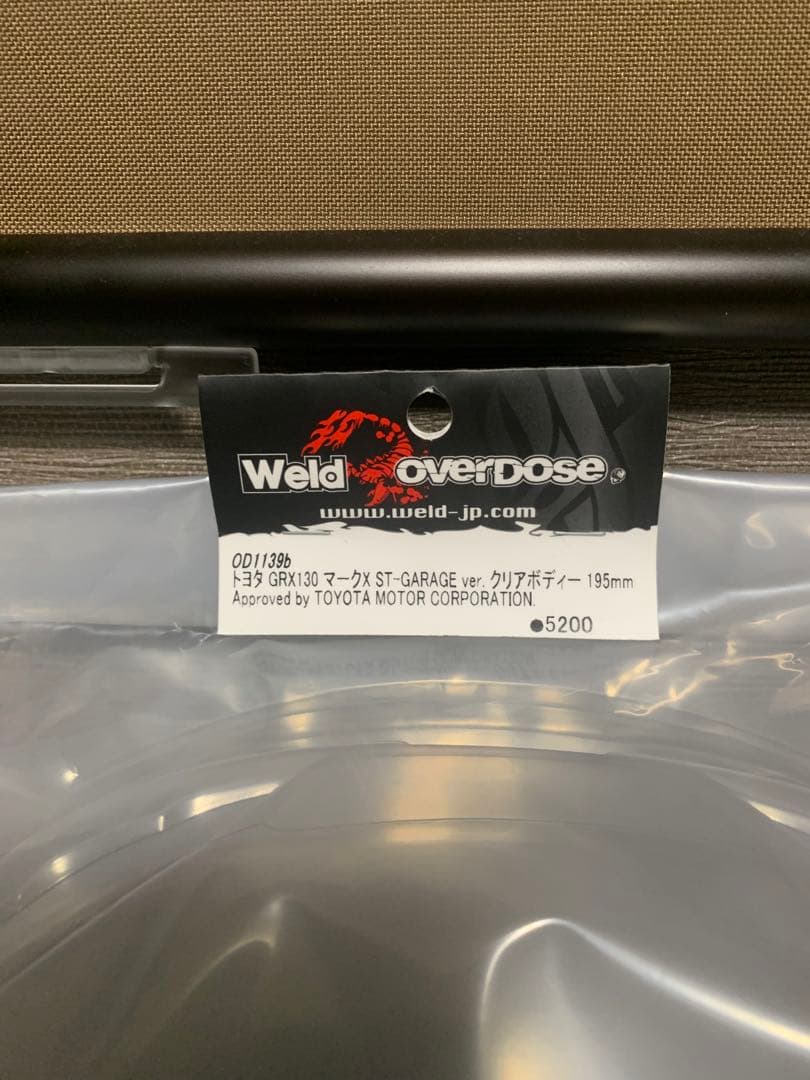 Weld OVERDOSE.
www.weld-jp.com
OD1139b
トヨタ GRX130 マークX ST-GARAGE ver. クリアボディー 195mm
Approved by TOYOTA MOTOR CORPORATION.
●5200